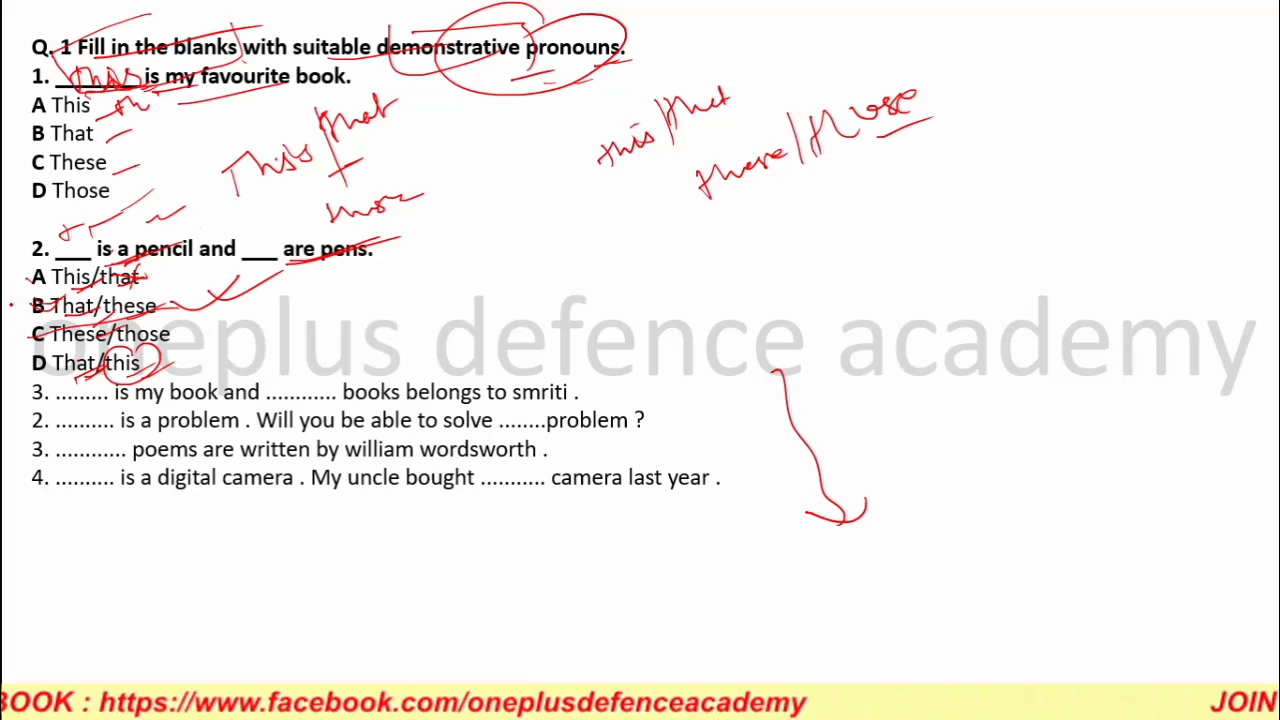 Q. 1 Fill in the blanks with suitable demonstrative pronouns.
1. ________ is my favourite book.
this
A This
th
B That
C These
D Those
This/that
those
this/that
these/those
2. ___ is a pencil and ___ are pens.
A This/that
B That/these
C These/those
D That/this
oneplus defence academy
3. ......... is my book and ............ books belongs to smriti .
2. .......... is a problem . Will you be able to solve ........problem ?
3. ............ poems are written by william wordsworth .
4. .......... is a digital camera . My uncle bought ........... camera last year .
BOOK : https://www.facebook.com/oneplusdefenceacademy
JOIN